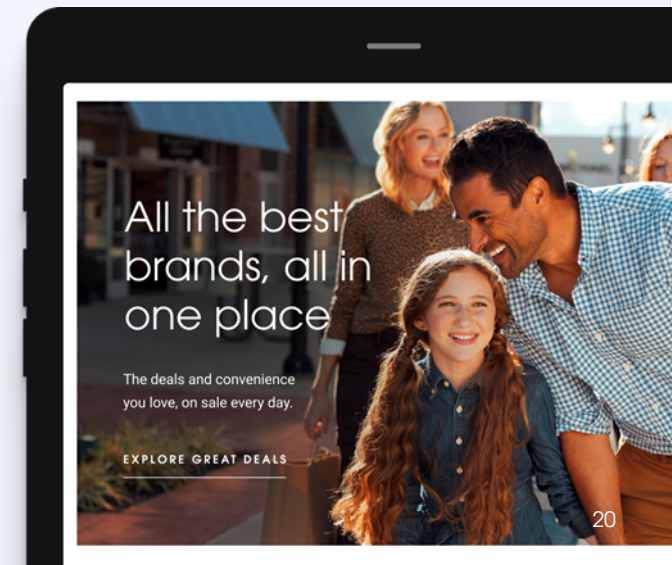 All the best
brands, all in
one place
The deals and convenience
you love, on sale every day.
EXPLORE GREAT DEALS
20